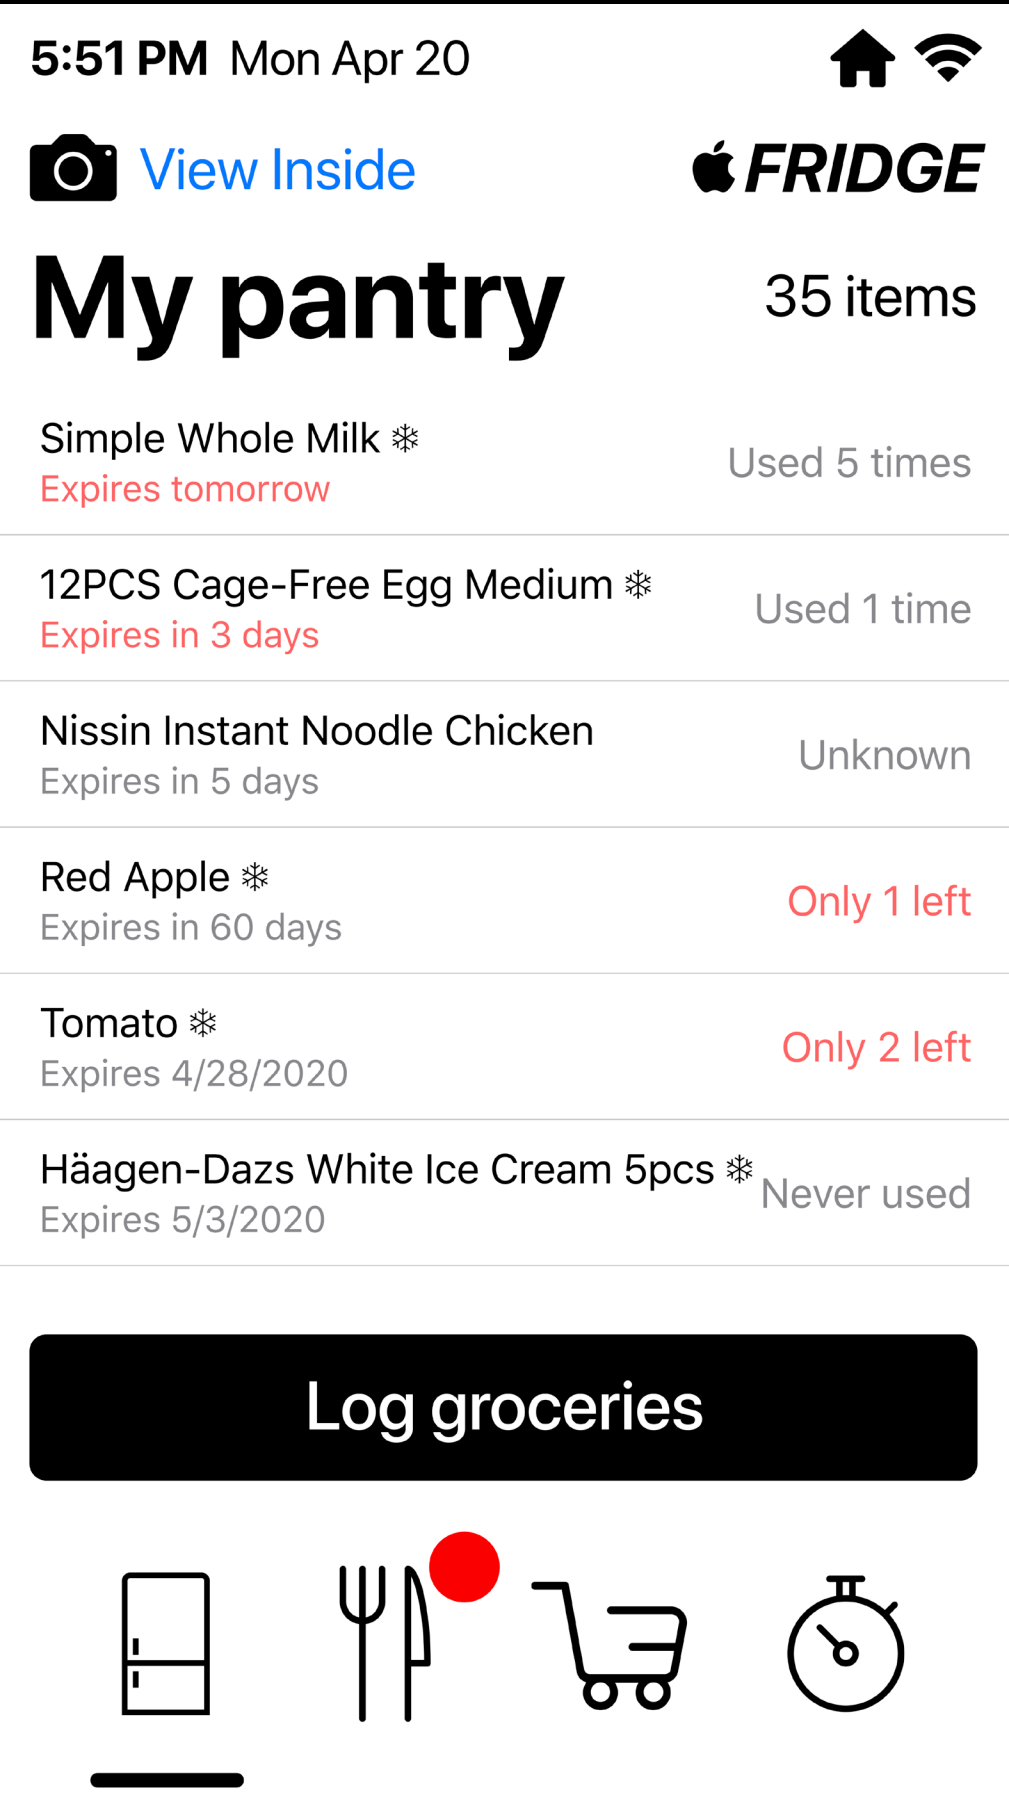 5:51 PM Mon Apr 20
View Inside FRIDGE
My pantry 35 items
Simple Whole Milk ❄
Expires tomorrow
Used 5 times
12PCS Cage-Free Egg Medium ❄
Expires in 3 days
Used 1 time
Nissin Instant Noodle Chicken
Expires in 5 days
Unknown
Red Apple ❄
Expires in 60 days
Only 1 left
Tomato ❄
Expires 4/28/2020
Only 2 left
Häagen-Dazs White Ice Cream 5pcs ❄
Expires 5/3/2020
Never used
Log groceries